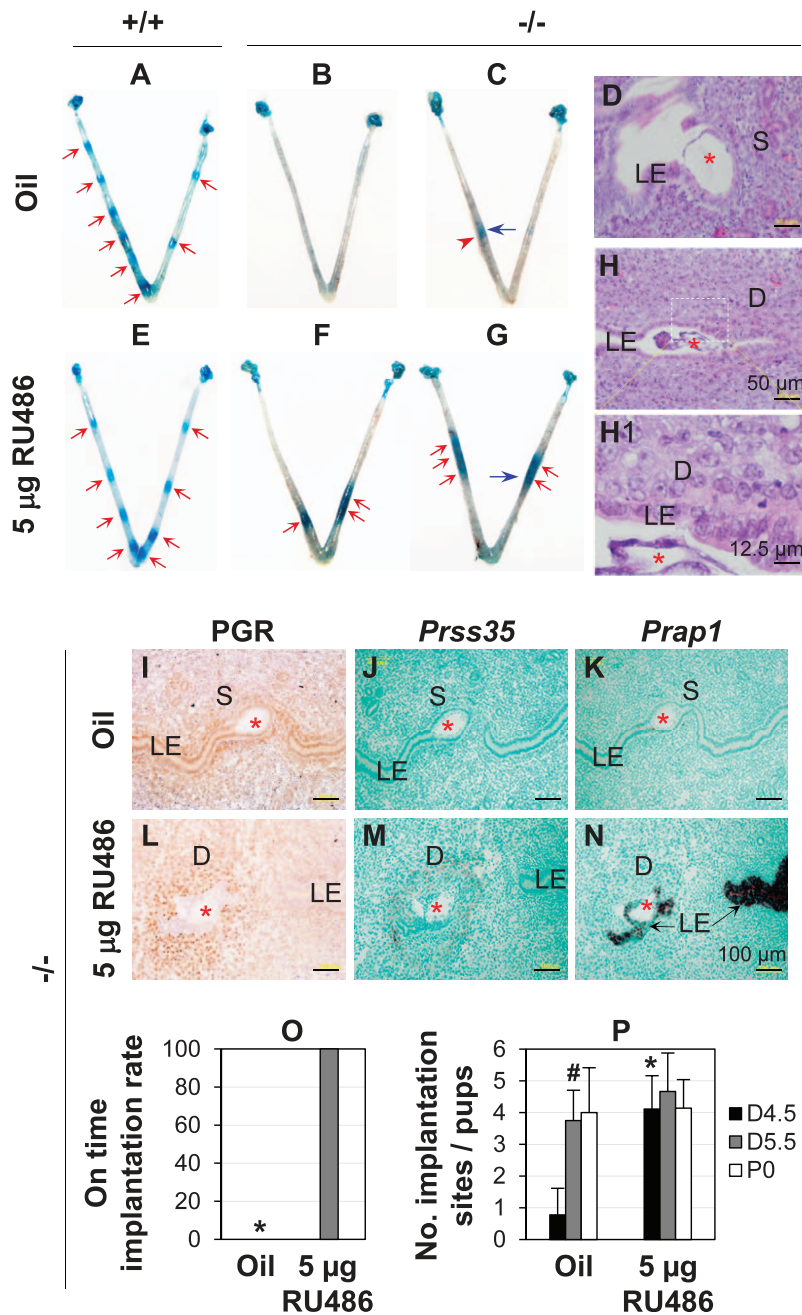 +/+ -/-
A B C D
Oil
LE * S
H D
LE * 50 µm
E F G
5 µg RU486
H1 D
LE
* 12.5 µm
PGR Prss35 Prap1
-/-
Oil
I S * LE
J S * LE
K S * LE
5 µg RU486
L D * LE
M D * LE
N D * LE 100 µm
O
On time implantation rate
100
80
60
40
20
0
*
Oil 5 µg RU486
P
No. implantation sites / pups
6
5
4
3
2
1
0
# *
Oil 5 µg RU486
D4.5
D5.5
P0